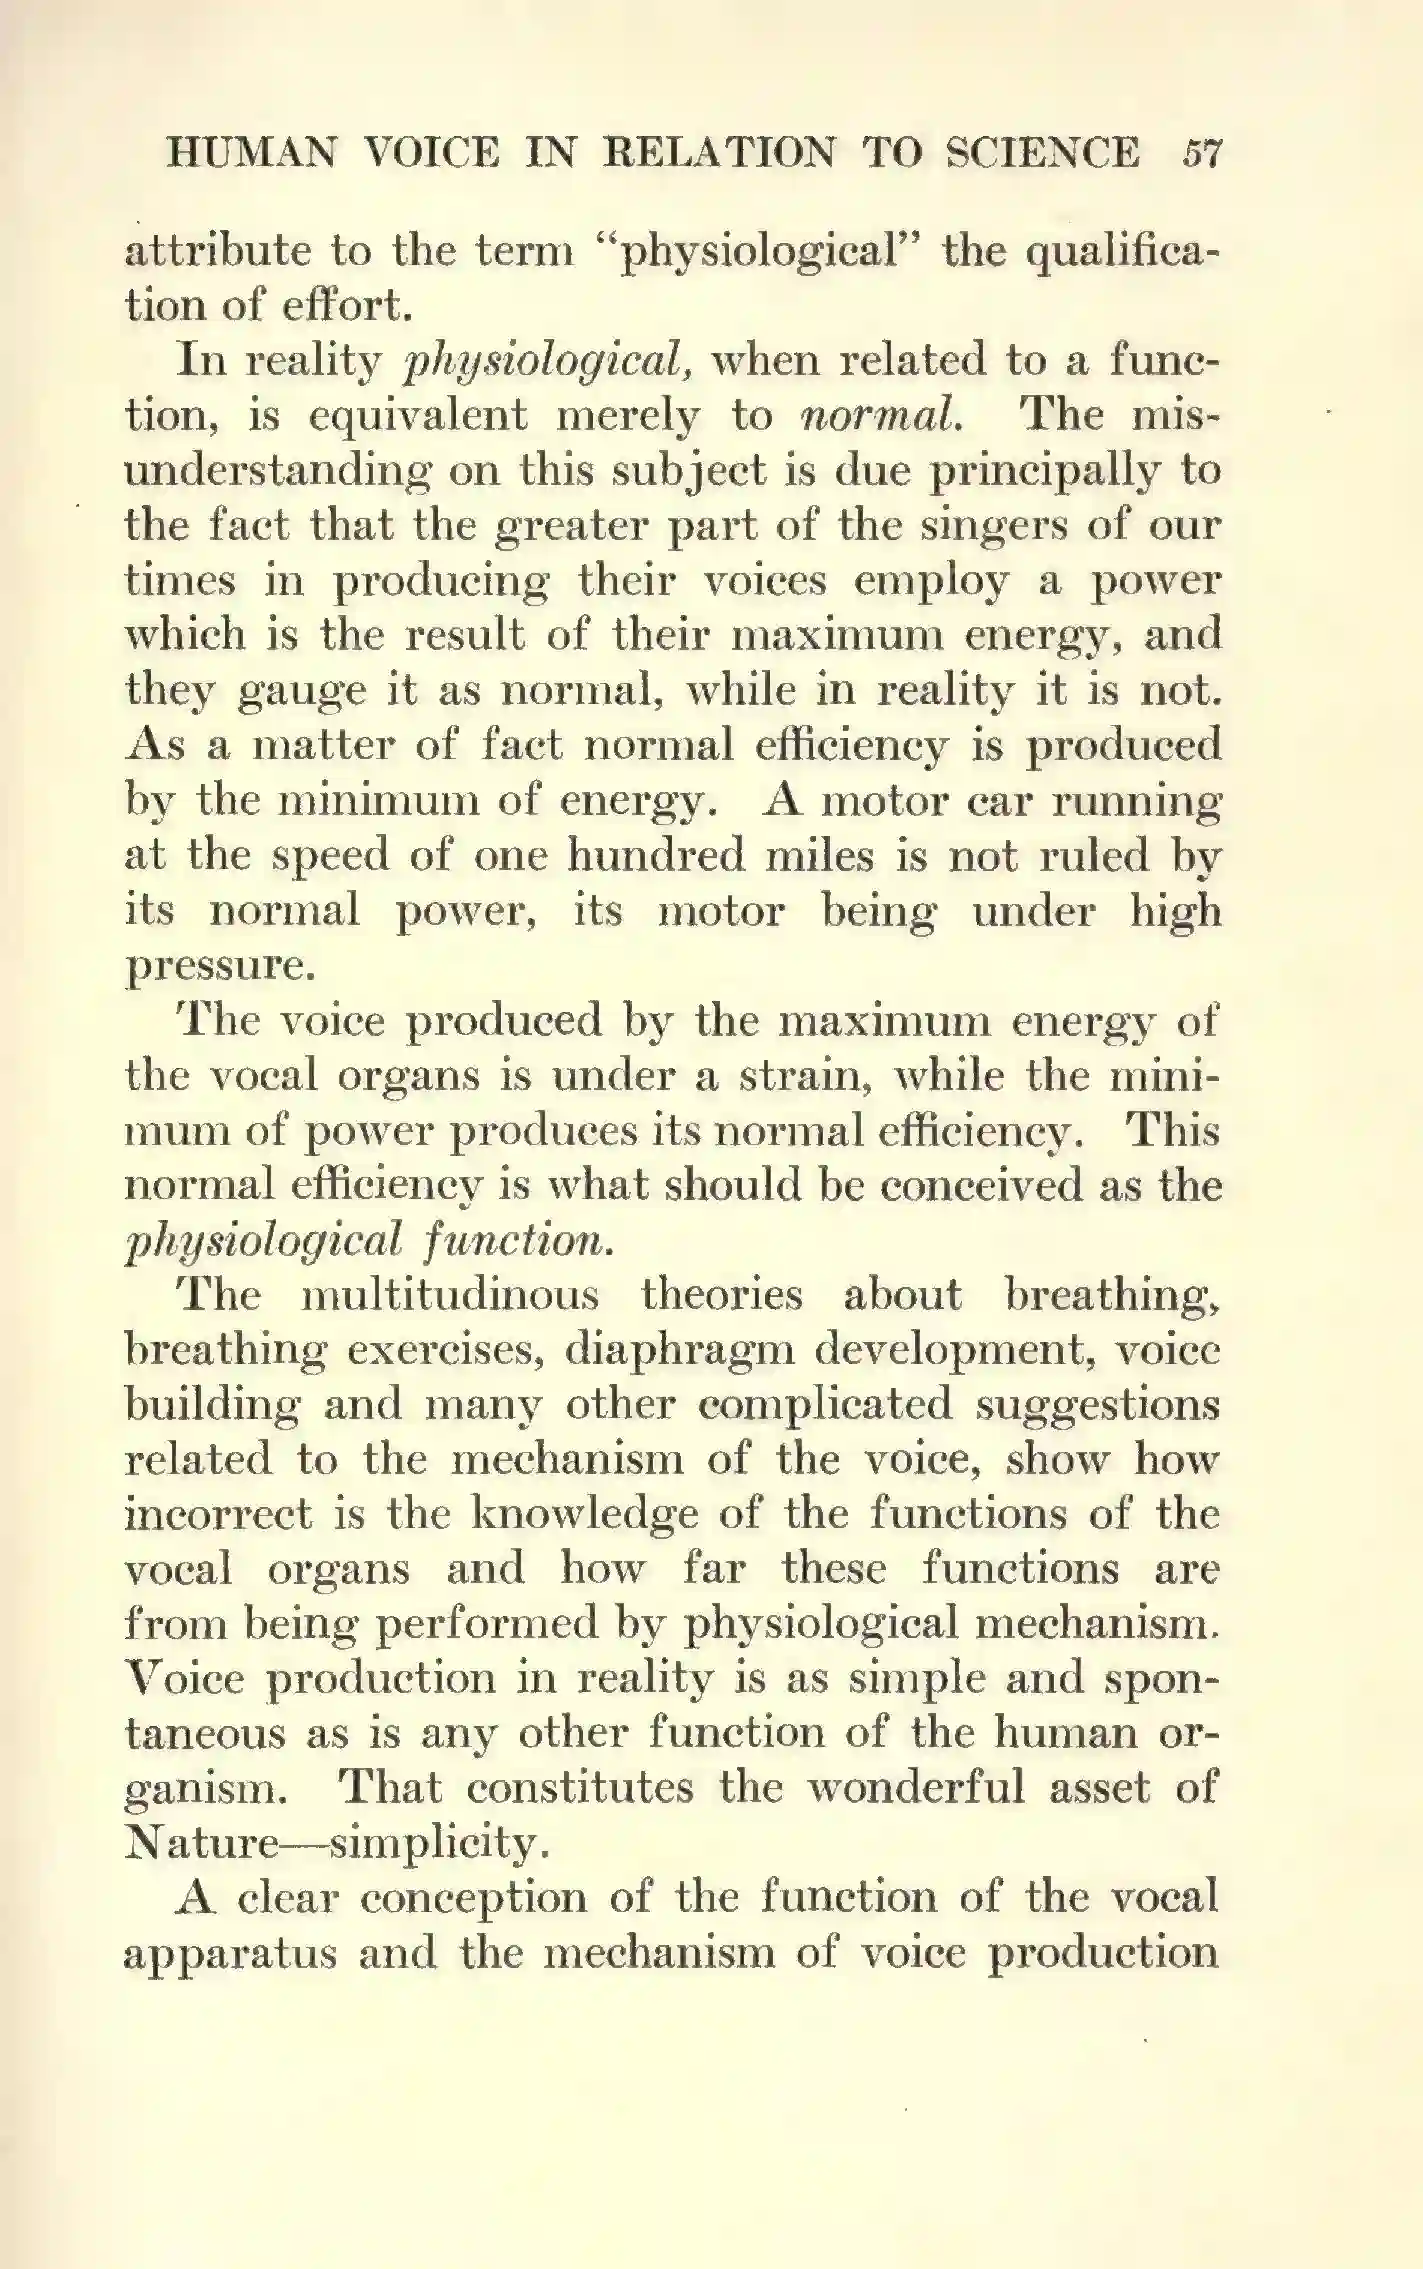 HUMAN VOICE IN RELATION TO SCIENCE 57
attribute to the term “physiological” the qualifica-
tion of effort.
In reality physiological, when related to a func-
tion, is equivalent merely to normal. The mis-
understanding on this subject is due principally to
the fact that the greater part of the singers of our
times in producing their voices employ a power
which is the result of their maximum energy, and
they gauge it as normal, while in reality it is not.
As a matter of fact normal efficiency is produced
by the minimum of energy. A motor car running
at the speed of one hundred miles is not ruled by
its normal power, its motor being under high
pressure.
The voice produced by the maximum energy of
the vocal organs is under a strain, while the mini-
mum of power produces its normal efficiency. This
normal efficiency is what should be conceived as the
physiological function.
The multitudinous theories about breathing,
breathing exercises, diaphragm development, voice
building and many other complicated suggestions
related to the mechanism of the voice, show how
incorrect is the knowledge of the functions of the
vocal organs and how far these functions are
from being performed by physiological mechanism.
Voice production in reality is as simple and spon-
taneous as is any other function of the human or-
ganism. That constitutes the wonderful asset of
Nature—simplicity.
A clear conception of the function of the vocal
apparatus and the mechanism of voice production